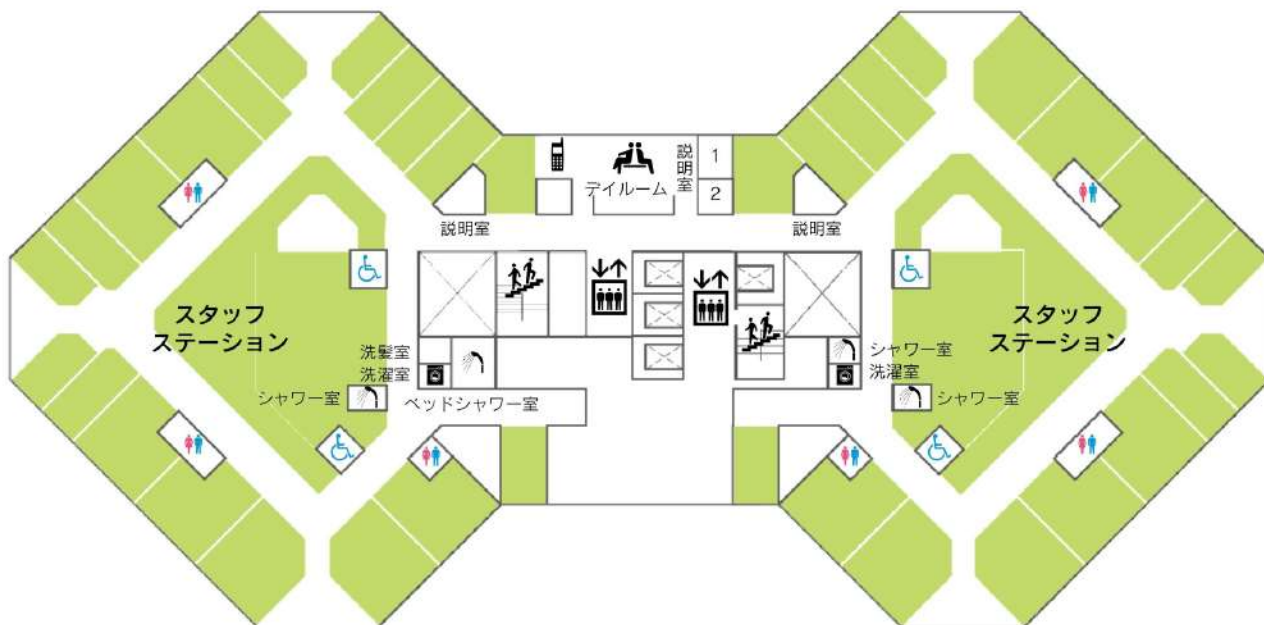 説明室
1
2
デイルーム
説明室
説明室
スタッフ
ステーション
スタッフ
ステーション
洗髪室
洗濯室
シャワー室
ベッドシャワー室
シャワー室
洗濯室
シャワー室